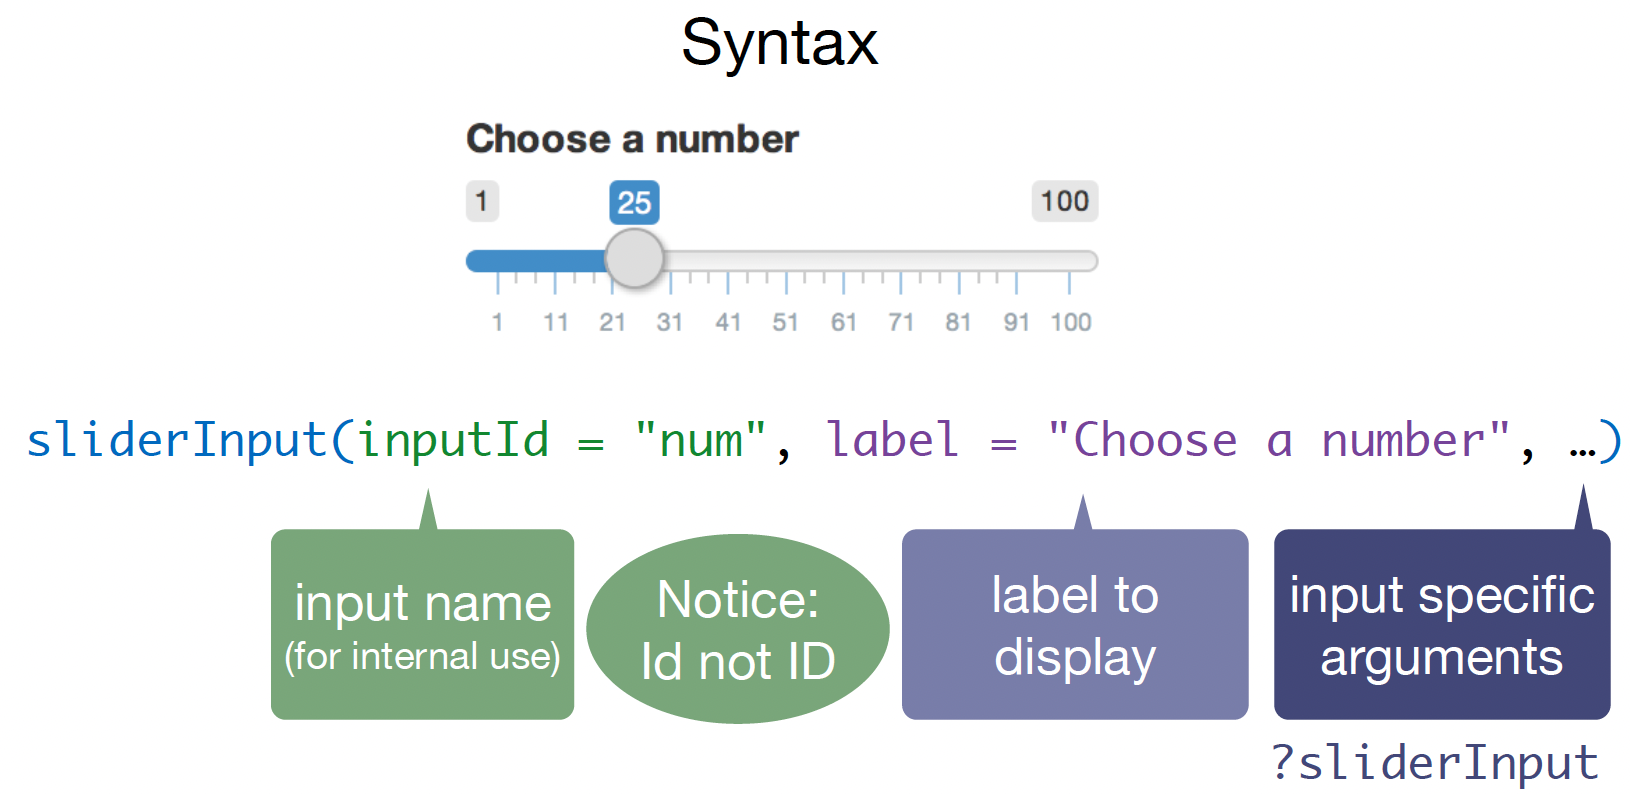 Syntax
Choose a number
1 25 100
1 11 21 31 41 51 61 71 81 91 100
sliderInput(inputId = "num", label = "Choose a number", …)
input name
(for internal use)
Notice:
Id not ID
label to
display
input specific
arguments
?sliderInput